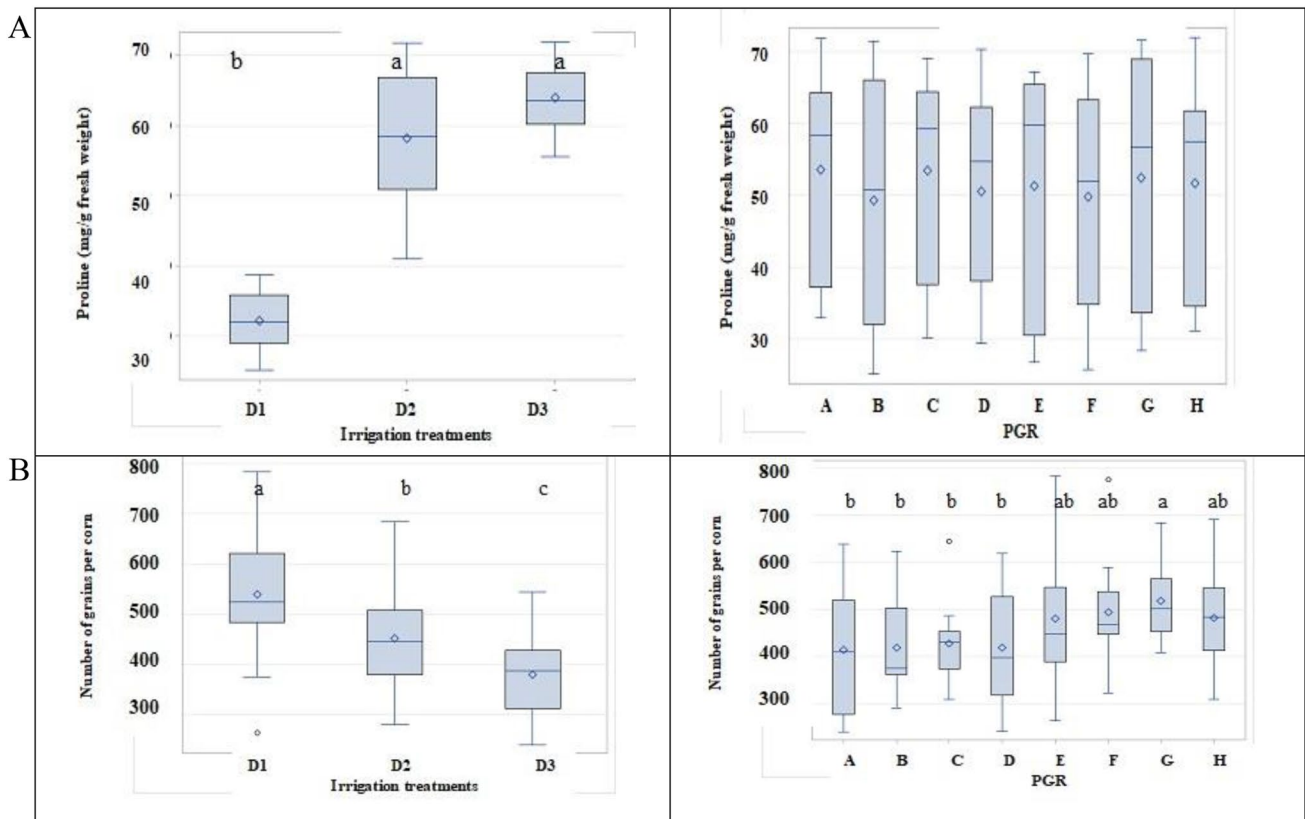 A
Proline (mg/g fresh weight)
70
60
50
40
30
b a a
D1 D2 D3
Irrigation treatments
Proline (mg/g fresh weight)
70
60
50
40
30
A B C D E F G H
PGR
B
Number of grains per corn
800
700
600
500
400
300
a b c
D1 D2 D3
Irrigation treatments
Number of grains per corn
800
700
600
500
400
300
b b b b ab ab a ab
A B C D E F G H
PGR